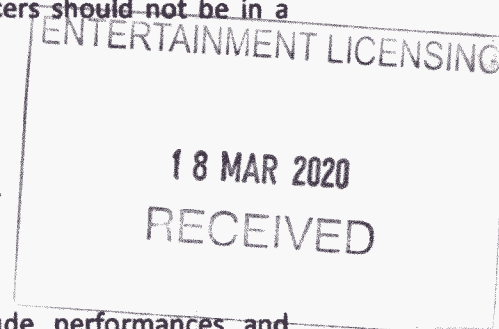 ters should not be in a
ENTERTAINMENT LICENSING
18 MAR 2020
RECEIVED
performances and